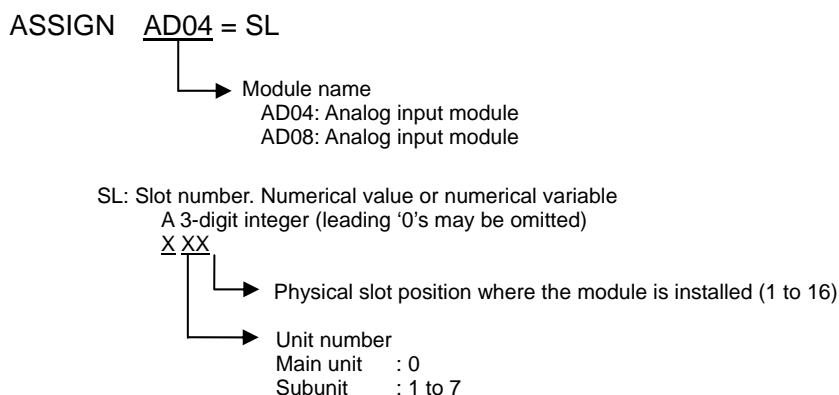 ASSIGN AD04 = SL
Module name
AD04: Analog input module
AD08: Analog input module
SL: Slot number. Numerical value or numerical variable
A 3-digit integer (leading ‘0’s may be omitted)
X XX
Physical slot position where the module is installed (1 to 16)
Unit number
Main unit : 0
Subunit : 1 to 7